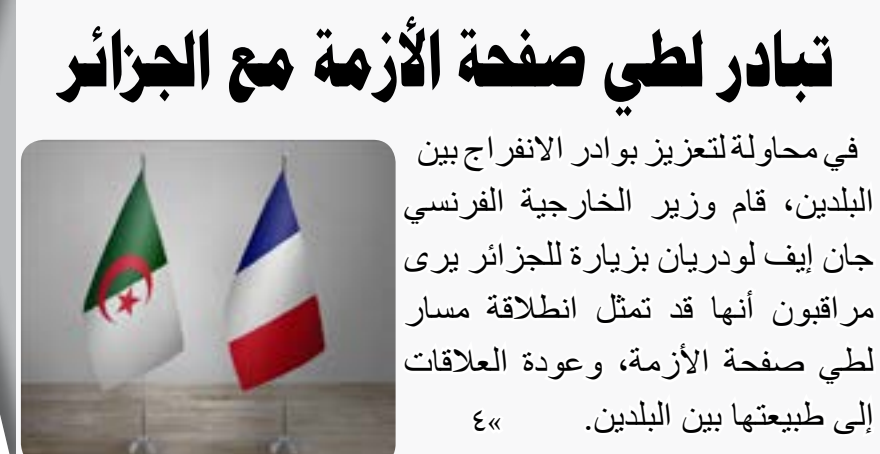 تبادر لطي صفحة الأزمة مع الجزائر
في محاولة لتعزيز بوادر الانفراج بين
البلدين، قام وزير الخارجية الفرنسي
جان إيف لودريان بزيارة للجزائر يرى
مراقبون أنها قد تمثل انطلاقة مسار
لطي صفحة الأزمة، وعودة العلاقات
إلى طبيعتها بين البلدين. »٤